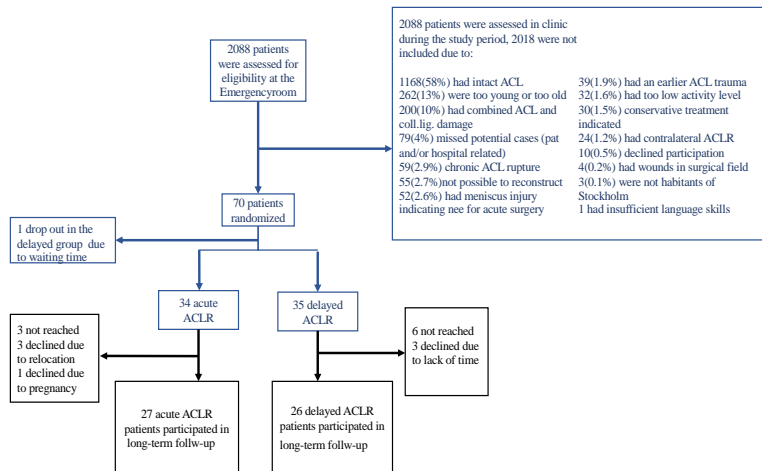 2088 patients
were assessed for
eligibility at the
Emergencyroom
2088 patients were assessed in clinic
during the study period, 2018 were not
included due to:
1168(58%) had intact ACL
262(13%) were too young or too old
200(10%) had combined ACL and
coll.lig. damage
79(4%) missed potential cases (pat
and/or hospital related)
59(2.9%) chronic ACL rupture
55(2.7%)not possible to reconstruct
52(2.6%) had meniscus injury
indicating nee for acute surgery
39(1.9%) had an earlier ACL trauma
32(1.6%) had too low activity level
30(1.5%) conservative treatment
indicated
24(1.2%) had contralateral ACLR
10(0.5%) declined participation
4(0.2%) had wounds in surgical field
3(0.1%) were not habitants of
Stockholm
1 had insufficient language skills
70 patients
randomized
1 drop out in the
delayed group due
to waiting time
34 acute
ACLR
35 delayed
ACLR
3 not reached
3 declined due
to relocation
1 declined due
to pregnancy
6 not reached
3 declined due
to lack of time
27 acute ACLR
patients participated in
long-term follw-up
26 delayed ACLR
patients participated in
long-term follw-up